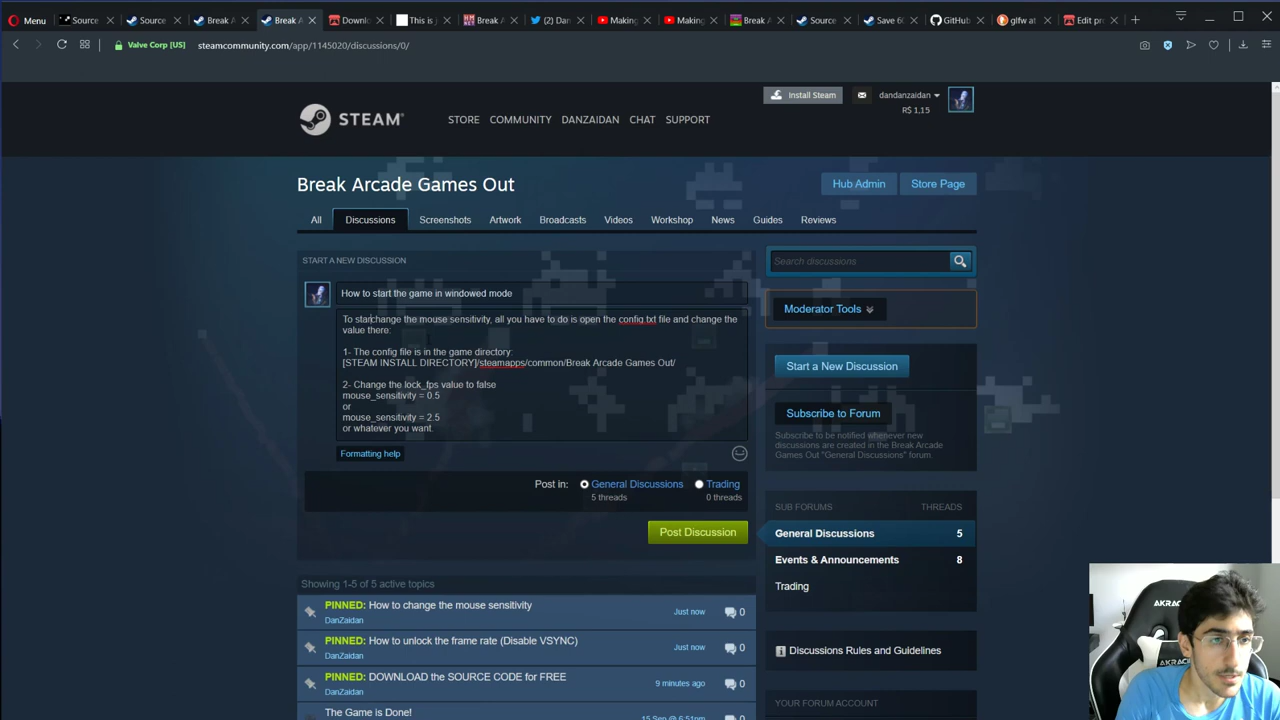 Menu
Source
Source
Break A
Break A
Downlo
This is j
Break A
Dan
Making
Making
Break A
Source
Save 60
GitHub
glfw at
Edit pro
Valve Corp [US]
steamcommunity.com/app/1145020/discussions/0/
STEAM
STORE
COMMUNITY
DANZAIDAN
CHAT
SUPPORT
Install Steam
dandanzaidan
R$ 1,15
Break Arcade Games Out
Hub Admin
Store Page
All
Discussions
Screenshots
Artwork
Broadcasts
Videos
Workshop
News
Guides
Reviews
START A NEW DISCUSSION
How to start the game in windowed mode
To starchange the mouse sensitivity, all you have to do is open the config.txt file and change the
value there:
1- The config file is in the game directory:
[STEAM INSTALL DIRECTORY]/steamapps/common/Break Arcade Games Out/
2- Change the lock_fps value to false
mouse_sensitivity = 0.5
or
mouse_sensitivity = 2.5
or whatever you want.
Formatting help
Post in:
General Discussions
5 threads
Trading
0 threads
Post Discussion
Showing 1-5 of 5 active topics
PINNED: How to change the mouse sensitivity
Just now
0
DanZaidan
PINNED: How to unlock the frame rate (Disable VSYNC)
Just now
0
DanZaidan
PINNED: DOWNLOAD the SOURCE CODE for FREE
9 minutes ago
0
DanZaidan
The Game is Done!
15 Sep @ 6:51pm
0
Search discussions
Moderator Tools
Start a New Discussion
Subscribe to Forum
Subscribe to be notified whenever new
discussions are created in the Break Arcade
Games Out "General Discussions" forum.
SUB FORUMS
THREADS
General Discussions
5
Events & Announcements
8
Trading
Discussions Rules and Guidelines
YOUR FORUM ACCOUNT
AKRACING